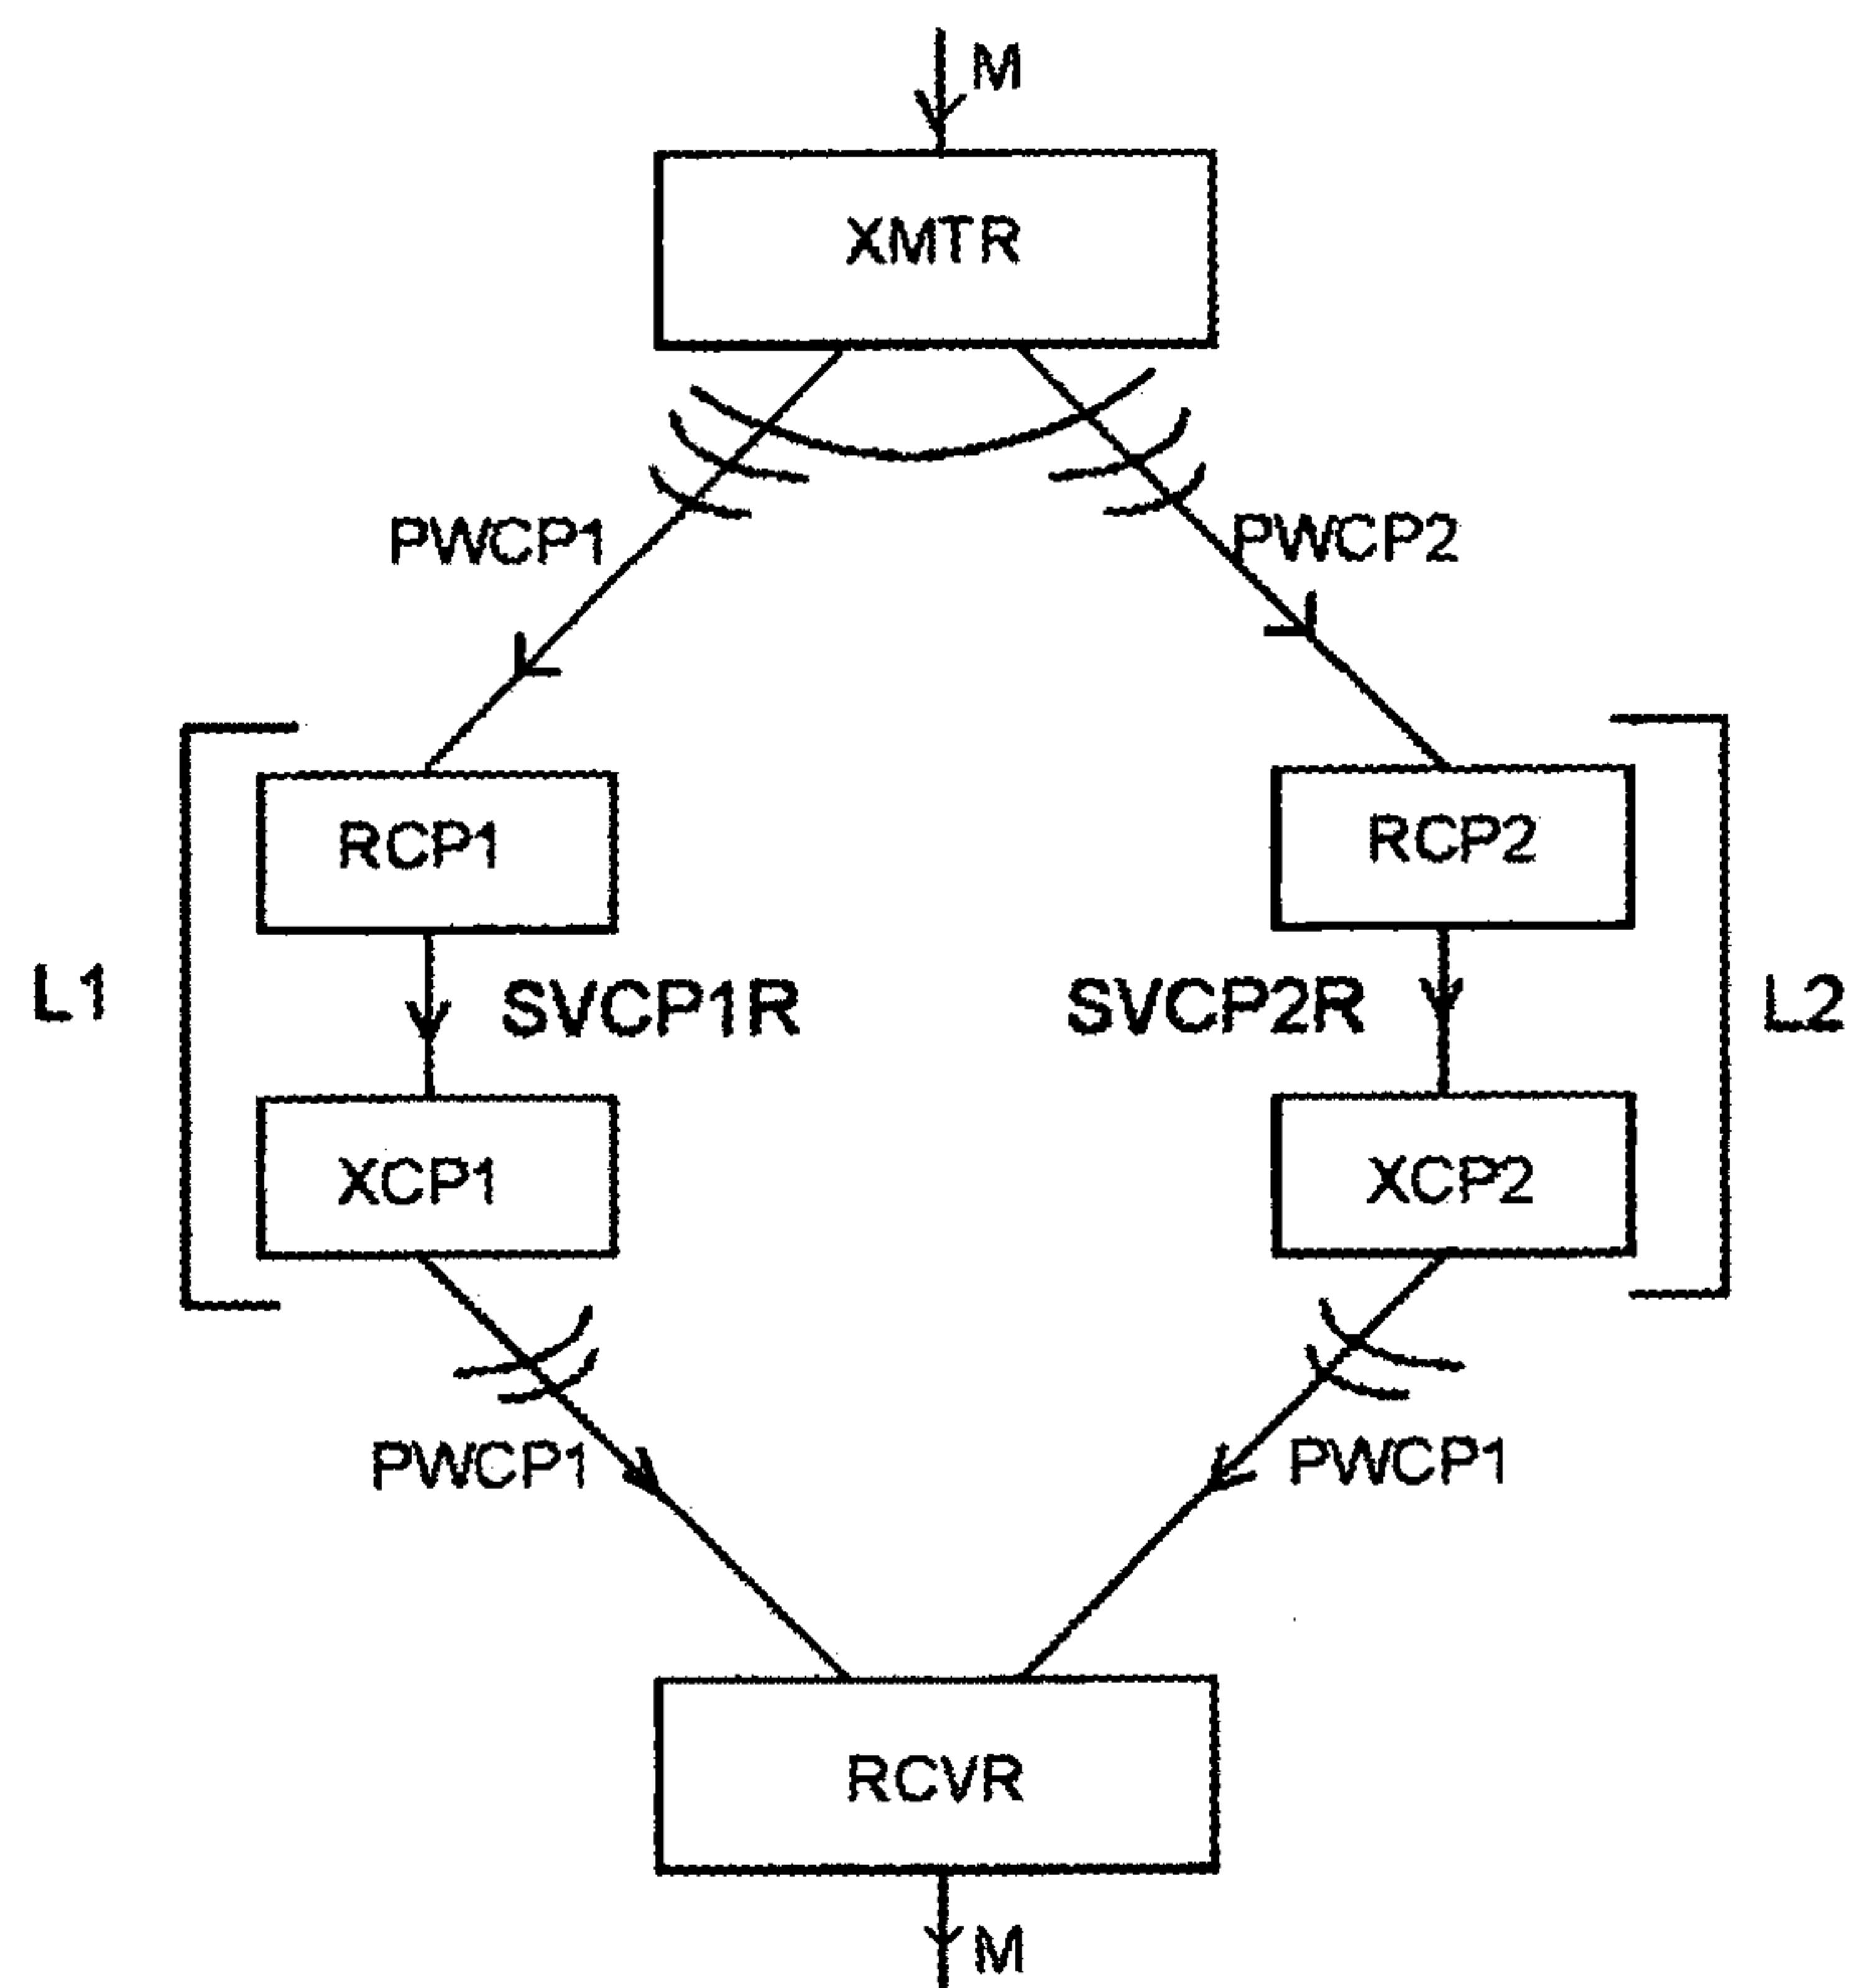 M
XMTR
PWCP1
PWCP2
RCP1
RCP2
L1
SVCP1R
SVCP2R
L2
XCP1
XCP2
PWCP1
PWCP1
RCVR
M